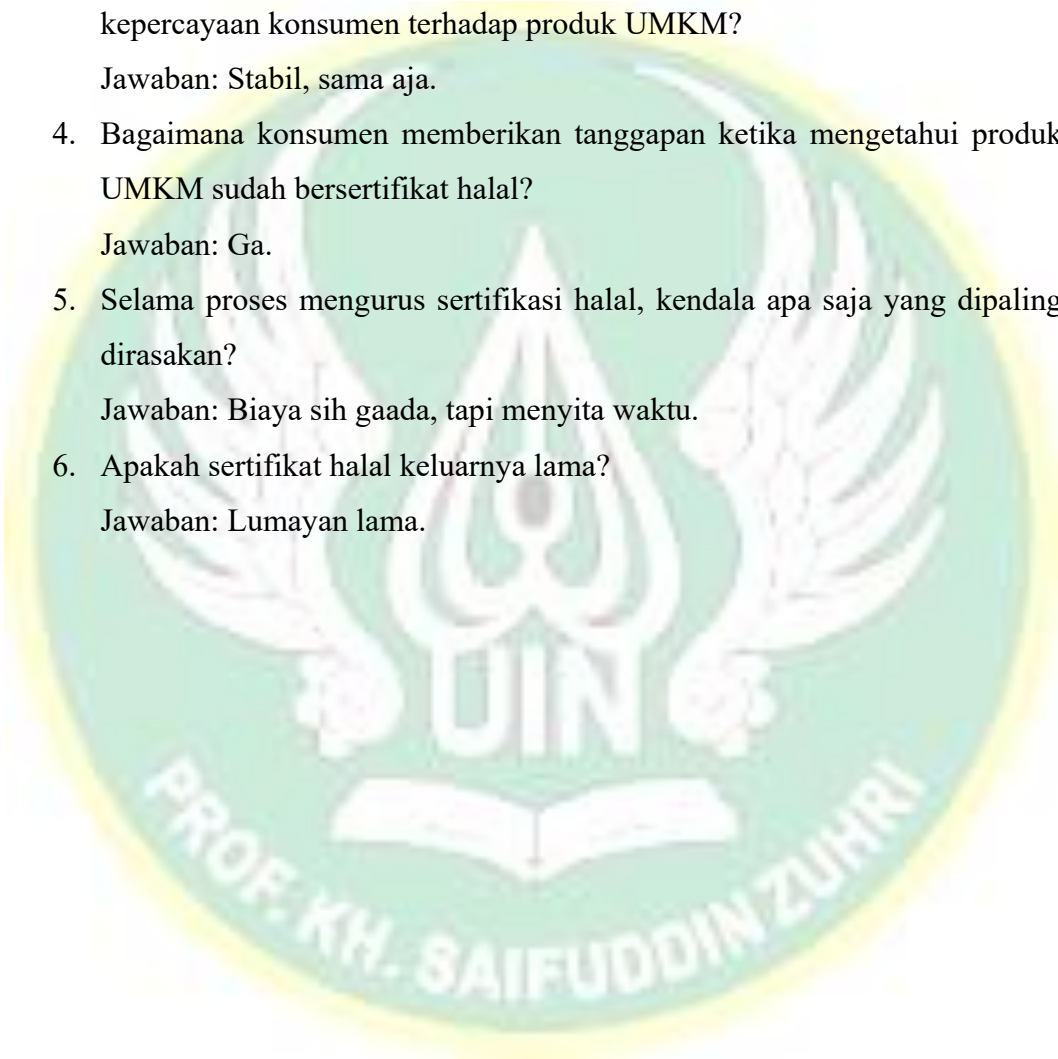 kepercayaan konsumen terhadap produk UMKM?
Jawaban: Stabil, sama aja.
4. Bagaimana konsumen memberikan tanggapan ketika mengetahui produk
UMKM sudah bersertifikat halal?
Jawaban: Ga.
5. Selama proses mengurus sertifikasi halal, kendala apa saja yang dipaling
dirasakan?
Jawaban: Biaya sih gaada, tapi menyita waktu.
6. Apakah sertifikat halal keluarnya lama?
Jawaban: Lumayan lama.
UIN
PROF. KH. SAIFUDDIN ZUHRI